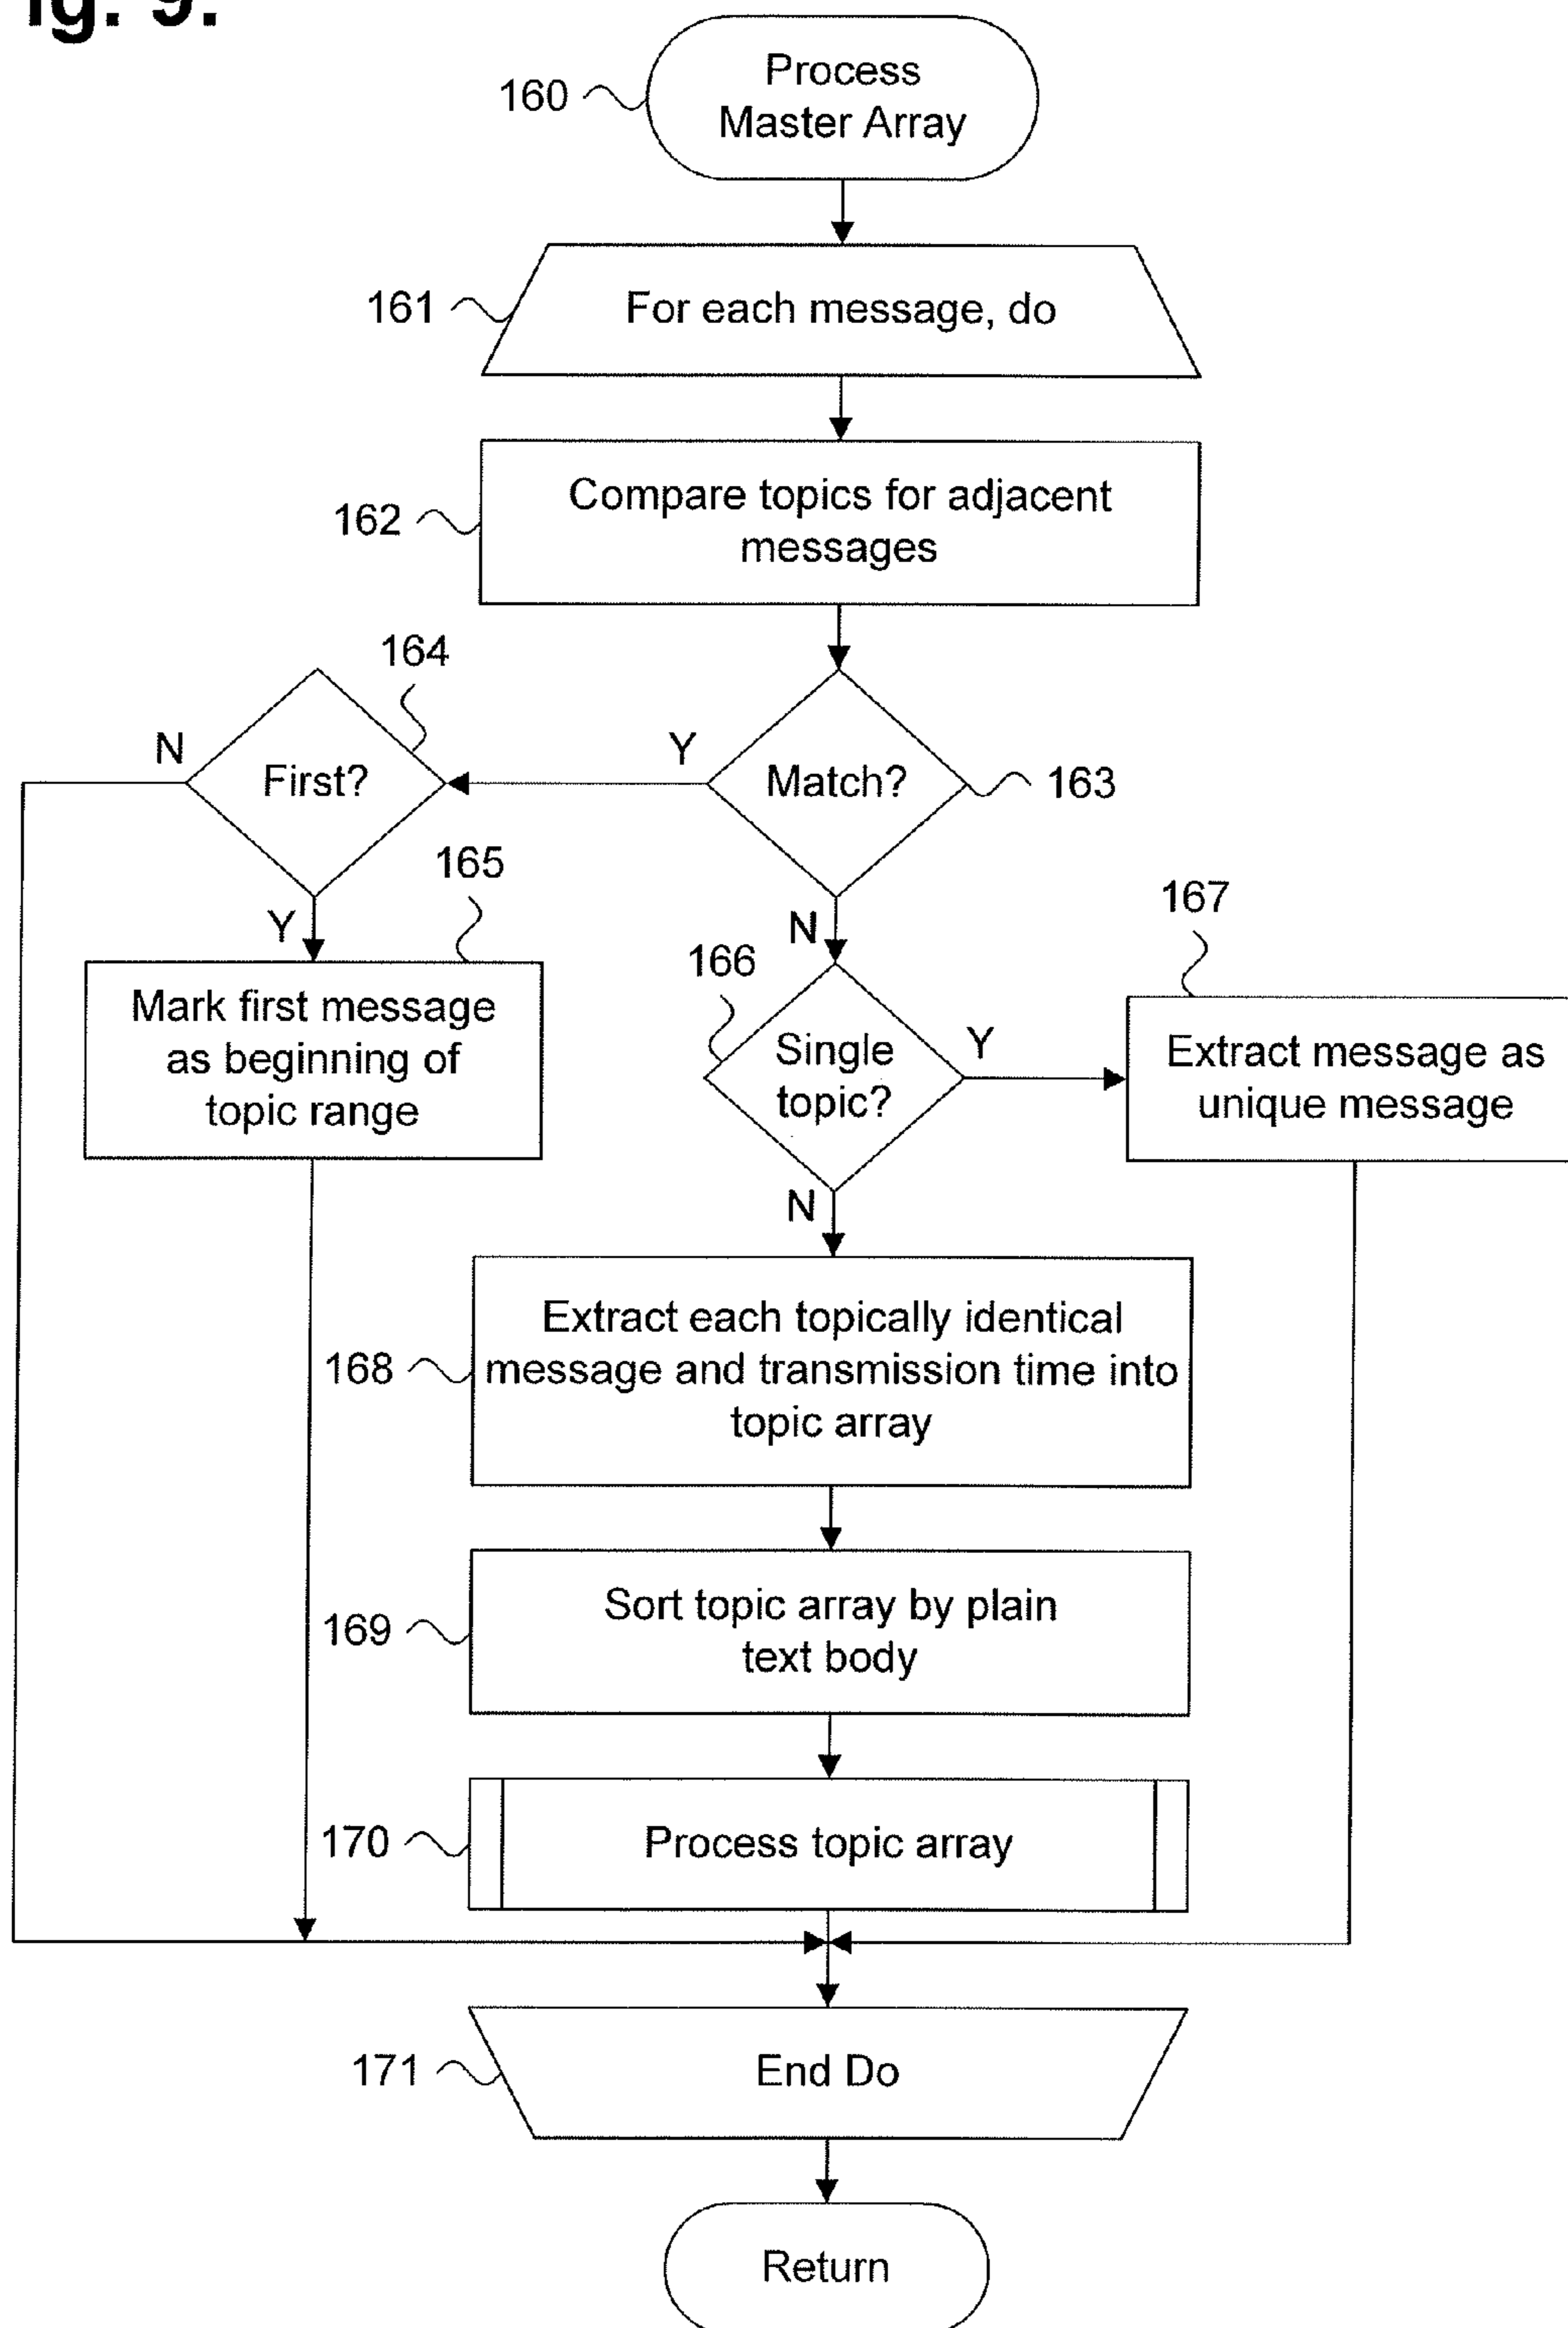 ig. 9.
160
Process
Master Array
161
For each message, do
162
Compare topics for adjacent
messages
164
N
First?
Y
Match?
163
165
Y
Mark first message
as beginning of
topic range
N
166
Single
topic?
Y
167
Extract message as
unique message
N
168
Extract each topically identical
message and transmission time into
topic array
169
Sort topic array by plain
text body
170
Process topic array
171
End Do
Return